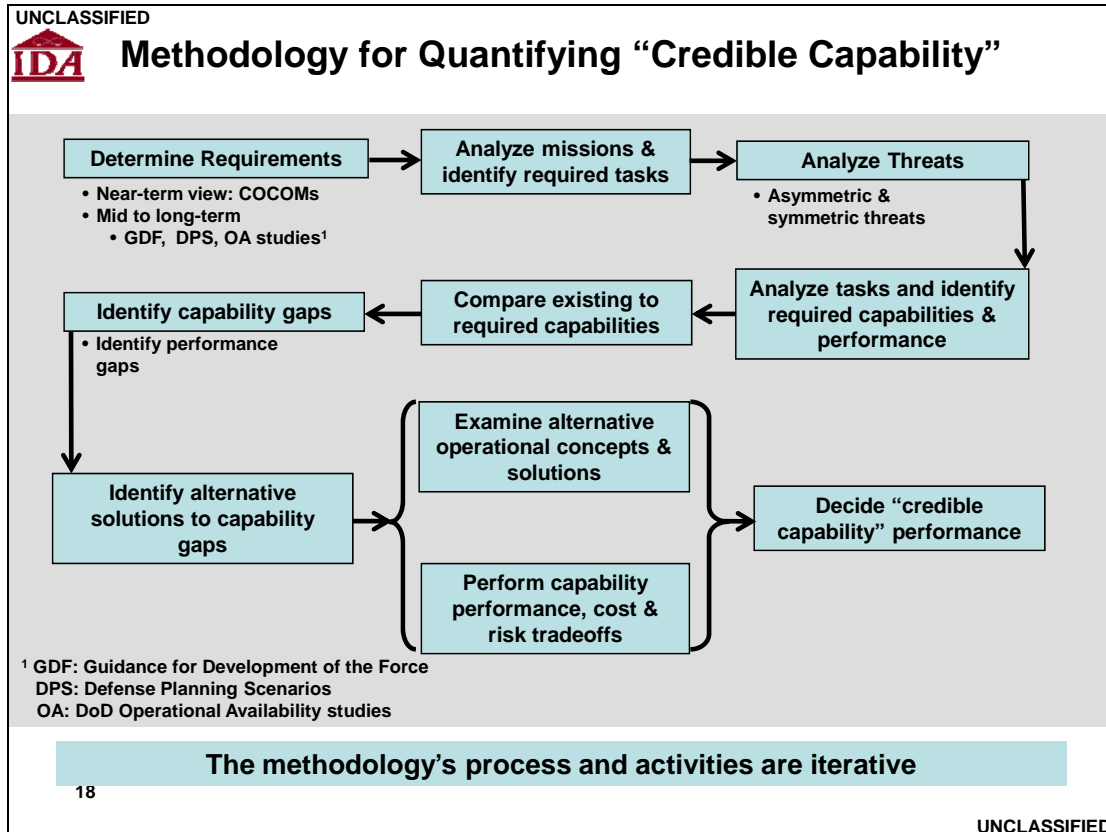 UNCLASSIFIED
IDA
Methodology for Quantifying “Credible Capability”
Determine Requirements
• Near-term view: COCOMs
• Mid to long-term
• GDF, DPS, OA studies¹
Analyze missions &
identify required tasks
Analyze Threats
• Asymmetric &
symmetric threats
Analyze tasks and identify
required capabilities &
performance
Compare existing to
required capabilities
Identify capability gaps
• Identify performance
gaps
Identify alternative
solutions to capability
gaps
Examine alternative
operational concepts &
solutions
Perform capability
performance, cost &
risk tradeoffs
Decide “credible
capability” performance
¹ GDF: Guidance for Development of the Force
DPS: Defense Planning Scenarios
OA: DoD Operational Availability studies
The methodology’s process and activities are iterative
18
UNCLASSIFIED